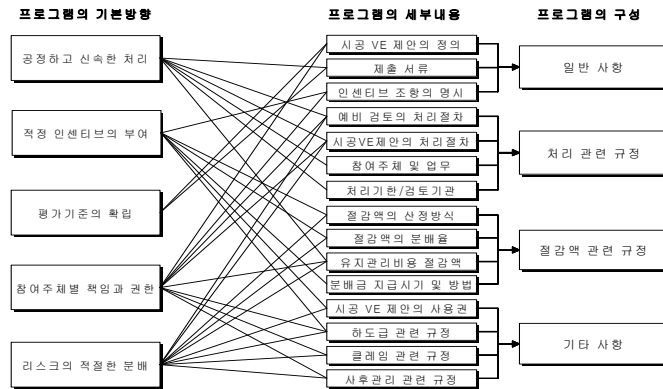 프로그램의 기본방향
공정하고 신속한 처리
적정 인센티브의 부여
평가기준의 확립
참여주체별 책임과 권한
리스크의 적절한 분배
프로그램의 세부내용
시공 VE 제안의 정의
제출 서류
인센티브 조항의 명시
예비 검토의 처리절차
시공VE제안의 처리절차
참여주체 및 업무
처리기한/검토기관
절감액의 산정방식
절감액의 분배율
유지관리비용 절감액
분배금 지급시기 및 방법
시공 VE 제안의 사용권
하도급 관련 규정
클레임 관련 규정
사후관리 관련 규정
프로그램의 구성
일반 사항
처리 관련 규정
절감액 관련 규정
기타 사항